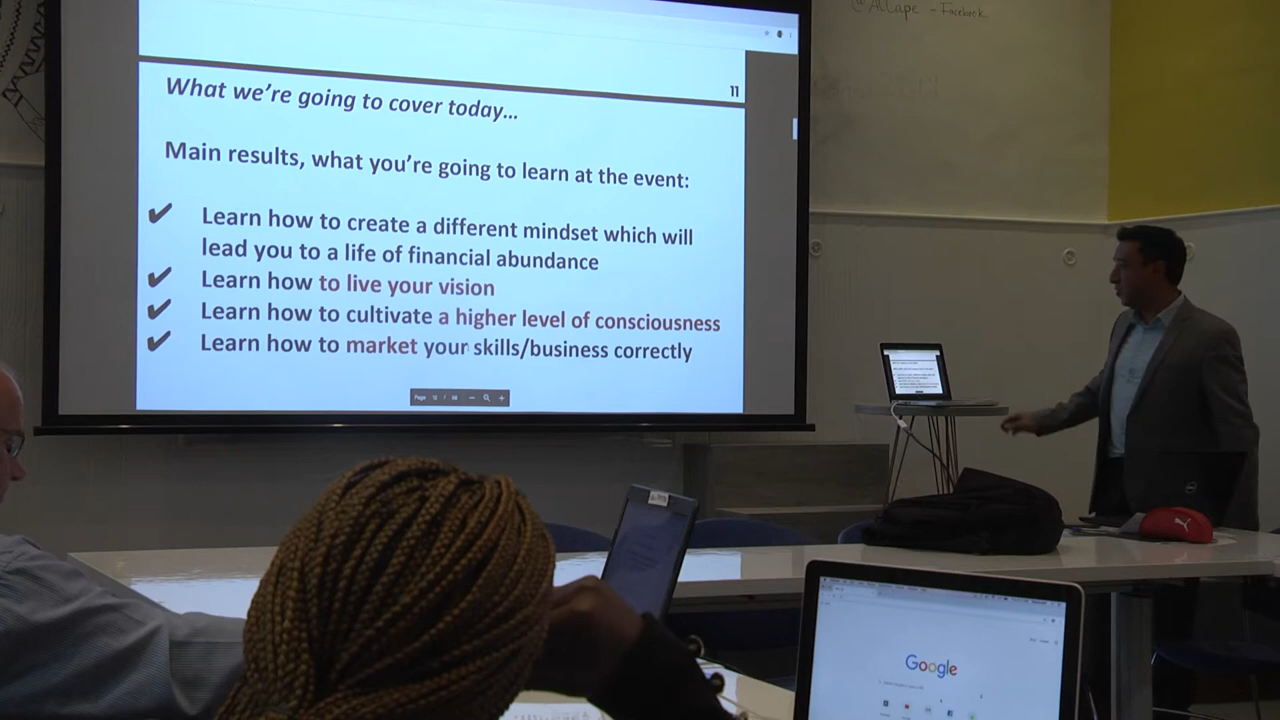 @ACCape - Facebook
11
What we're going to cover today...
Main results, what you're going to learn at the event:
✔ Learn how to create a different mindset which will
lead you to a life of financial abundance
✔ Learn how to live your vision
✔ Learn how to cultivate a higher level of consciousness
✔ Learn how to market your skills/business correctly
Page
Google